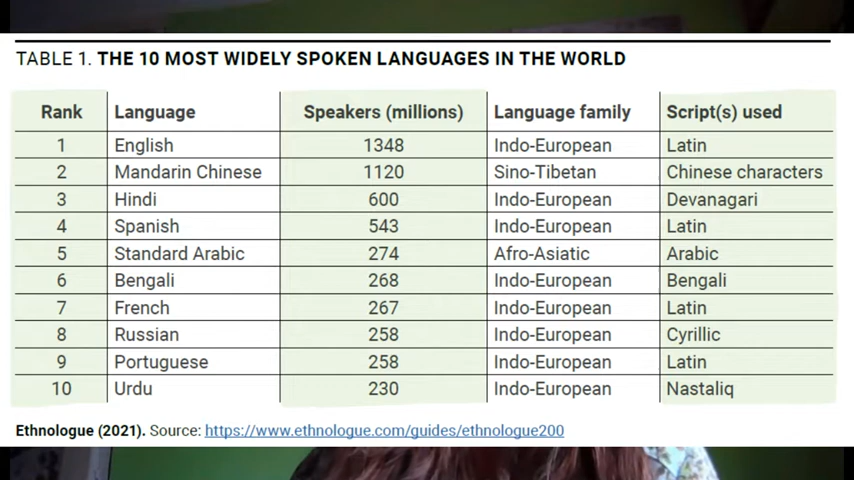 TABLE 1. THE 10 MOST WIDELY SPOKEN LANGUAGES IN THE WORLD
Rank Language Speakers (millions) Language family Script(s) used
1 English 1348 Indo-European Latin
2 Mandarin Chinese 1120 Sino-Tibetan Chinese characters
3 Hindi 600 Indo-European Devanagari
4 Spanish 543 Indo-European Latin
5 Standard Arabic 274 Afro-Asiatic Arabic
6 Bengali 268 Indo-European Bengali
7 French 267 Indo-European Latin
8 Russian 258 Indo-European Cyrillic
9 Portuguese 258 Indo-European Latin
10 Urdu 230 Indo-European Nastaliq
Ethnologue (2021). Source: https://www.ethnologue.com/guides/ethnologue200